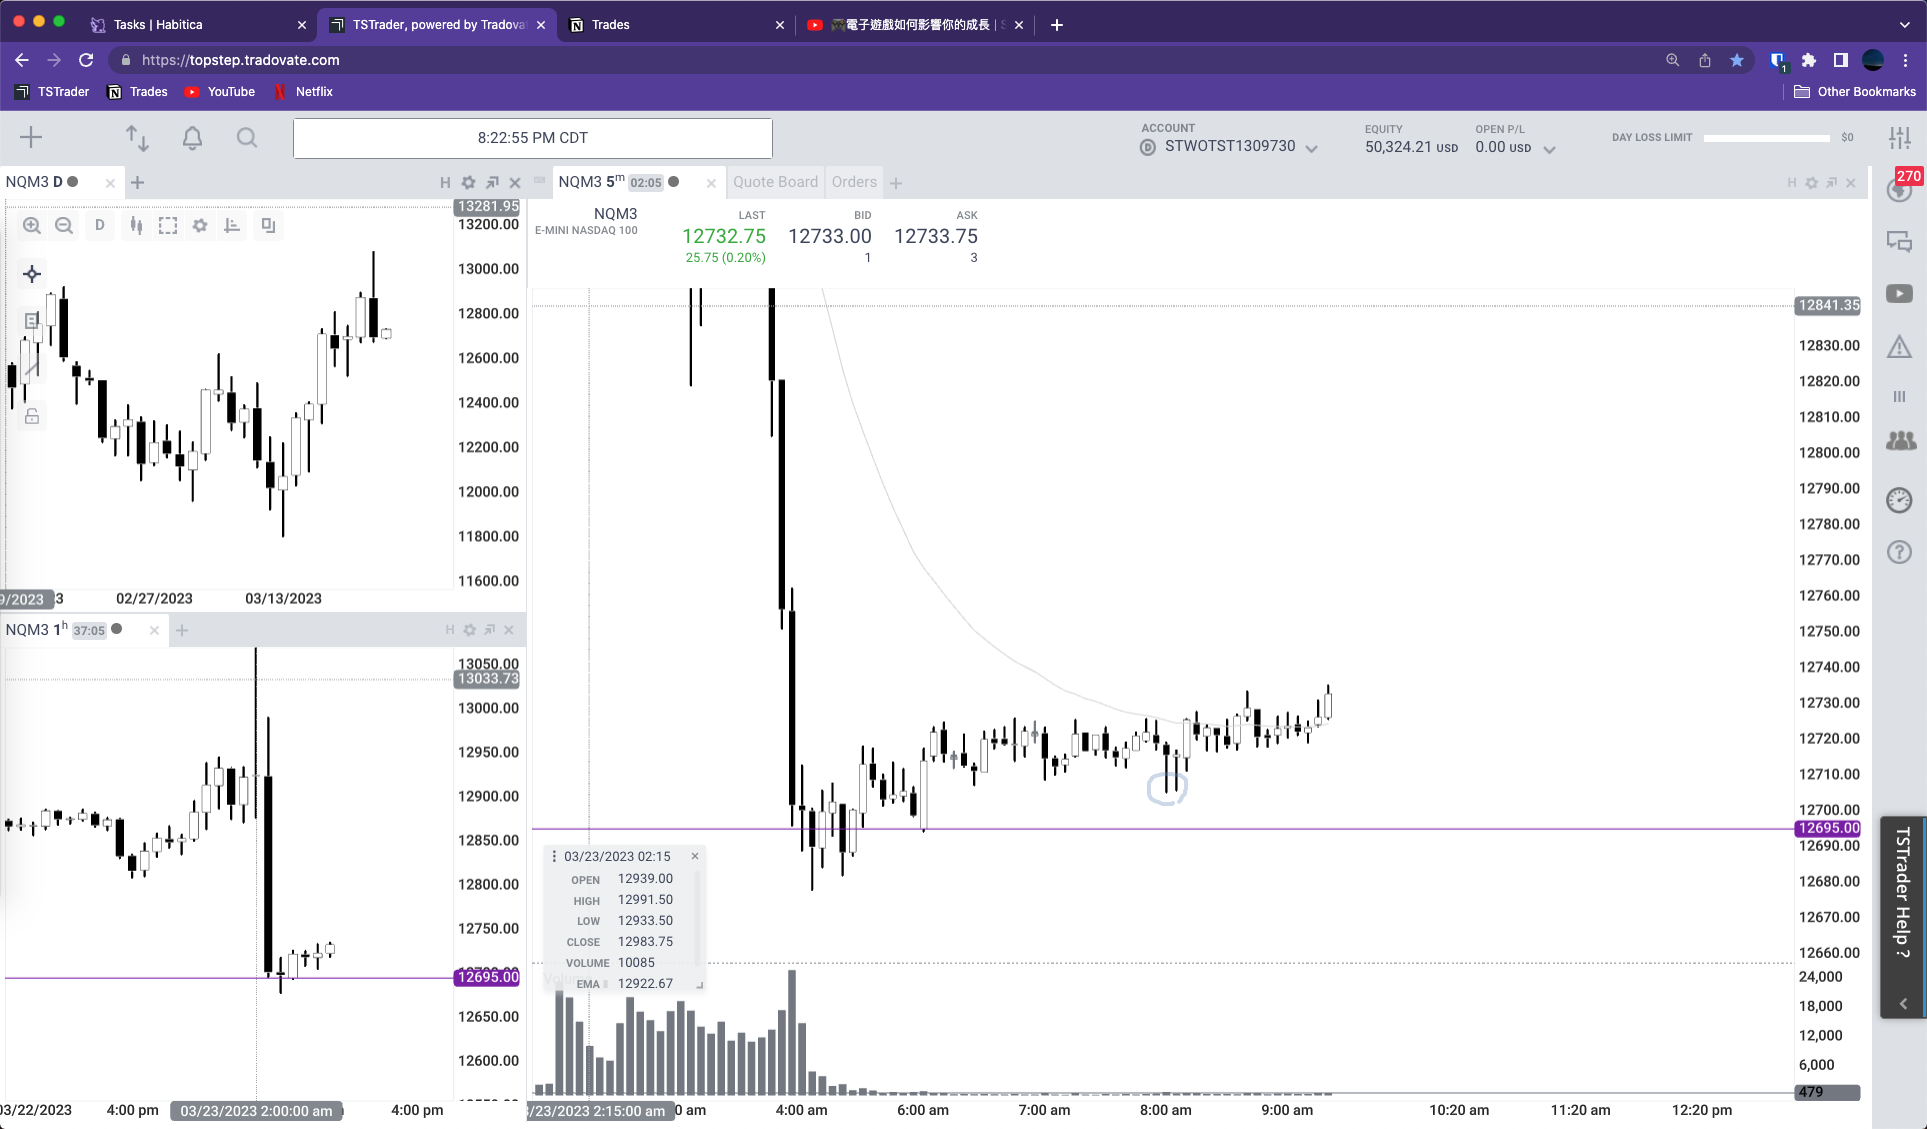 Tasks | Habitica
TSTrader, powered by Tradova
Trades
🎮電子遊戲如何影響你的成長 | S
https://topstep.tradovate.com
1
TSTrader
Trades
YouTube
Netflix
Other Bookmarks
8:22:55 PM CDT
ACCOUNT
D STWOTST1309730
EQUITY
50,324.21 USD
OPEN P/L
0.00 USD
DAY LOSS LIMIT
$0
270
NQM3 D
H
13281.95
13200.00
13000.00
12800.00
12600.00
12400.00
12200.00
12000.00
11800.00
11600.00
D
9/2023
3
02/27/2023
03/13/2023
NQM3 1h 37:05
H
13050.00
13033.73
13000.00
12950.00
12900.00
12850.00
12800.00
12750.00
12695.00
12650.00
12600.00
03/22/2023
4:00 pm
03/23/2023 2:00:00 am
4:00 pm
NQM3 5m 02:05
Quote Board
Orders
H
NQM3
E-MINI NASDAQ 100
LAST
12732.75
25.75 (0.20%)
BID
12733.00
1
ASK
12733.75
3
12841.35
12830.00
12820.00
12810.00
12800.00
12790.00
12780.00
12770.00
12760.00
12750.00
12740.00
12730.00
12720.00
12710.00
12700.00
12695.00
12690.00
12680.00
12670.00
12660.00
24,000
18,000
12,000
6,000
479
03/23/2023 02:15
OPEN 12939.00
HIGH 12991.50
LOW 12933.50
CLOSE 12983.75
VOLUME 10085
EMA 12922.67
Volume
/23/2023 2:15:00 am
0 am
4:00 am
6:00 am
7:00 am
8:00 am
9:00 am
10:20 am
11:20 am
12:20 pm
TSTrader Help ?